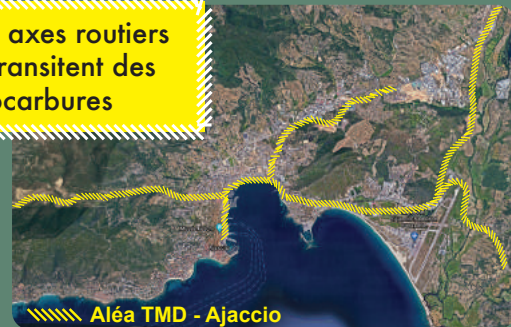 axes routiers
ransitent des
ocarbures
Aléa TMD - Ajaccio